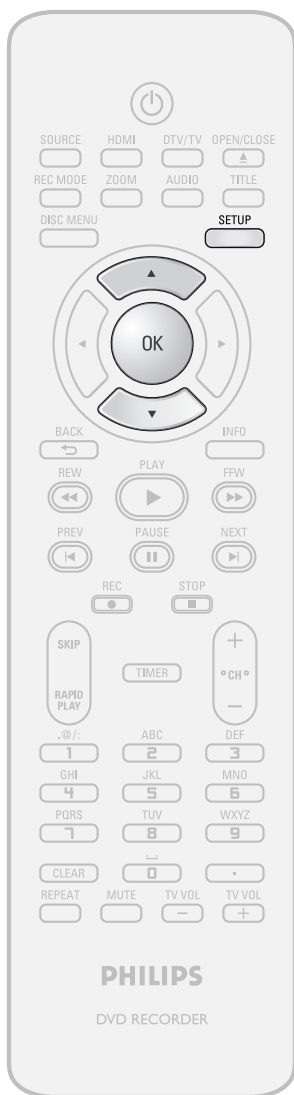 SOURCE HDMI DTV/TV OPEN/CLOSE
REC MODE ZOOM AUDIO TITLE
DISC MENU SETUP
OK
BACK INFO
REW PLAY FFW
PREV PAUSE NEXT
REC STOP
SKIP
RAPID
PLAY
TIMER
+
CH
−
.@/: ABC DEF
1 2 3
GHI JKL MNO
4 5 6
PQRS TUV WXYZ
7 8 9
CLEAR 0 .
REPEAT MUTE TV VOL TV VOL
− +
PHILIPS
DVD RECORDER